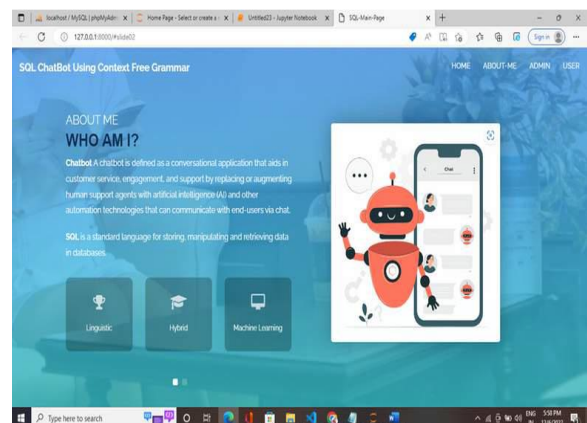 localhost / MySQL | phpMyAdm
Home Page - Select or create a
Untitled23 - Jupyter Notebook
SQL-Main-Page
127.0.0.1:8000/#slide02
Sign in
SQL ChatBot Using Context Free Grammar
HOME
ABOUT-ME
ADMIN
USER
ABOUT ME
WHO AM I?
Chatbot A chatbot is defined as a conversational application that aids in
customer service, engagement, and support by replacing or augmenting
human support agents with artificial intelligence (AI) and other
automation technologies that can communicate with end-users via chat.
SQL is a standard language for storing, manipulating and retrieving data
in databases.
Chat
Linguistic
Hybrid
Machine Learning
Type here to search
ENG
5:50 PM
IN